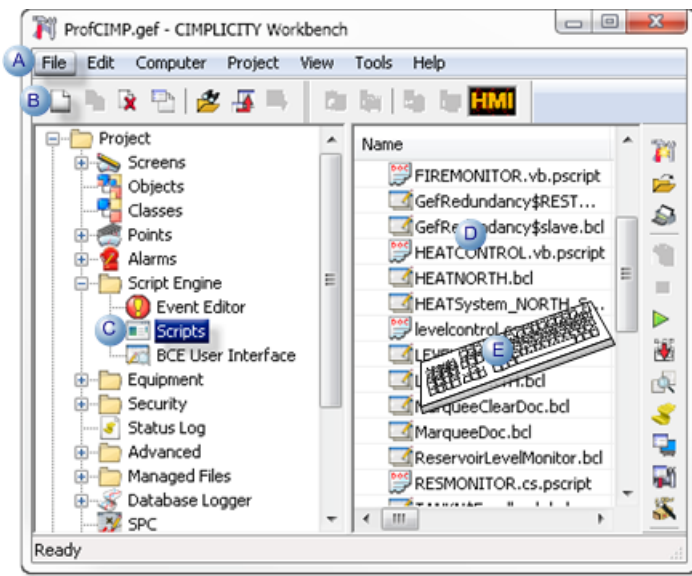 ProfCIMP.gef - CIMPLICITY Workbench
A File Edit Computer Project View Tools Help
B HMI
Project
Screens
Objects
Classes
Points
Alarms
Script Engine
Event Editor
C Scripts
BCE User Interface
Equipment
Security
Status Log
Advanced
Managed Files
Database Logger
SPC
Name
FIREMONITOR.vb.pscript
GefRedundancy$REST...
GefRedundancy$slave.bcl
D
HEATCONTROL.vb.pscript
HEATNORTH.bcl
HEATSystem_NORTH
levelcontrol
E
MarqueeClearDoc.bcl
MarqueeDoc.bcl
ReservoirLevelMonitor.bcl
RESMONITOR.cs.pscript
Ready